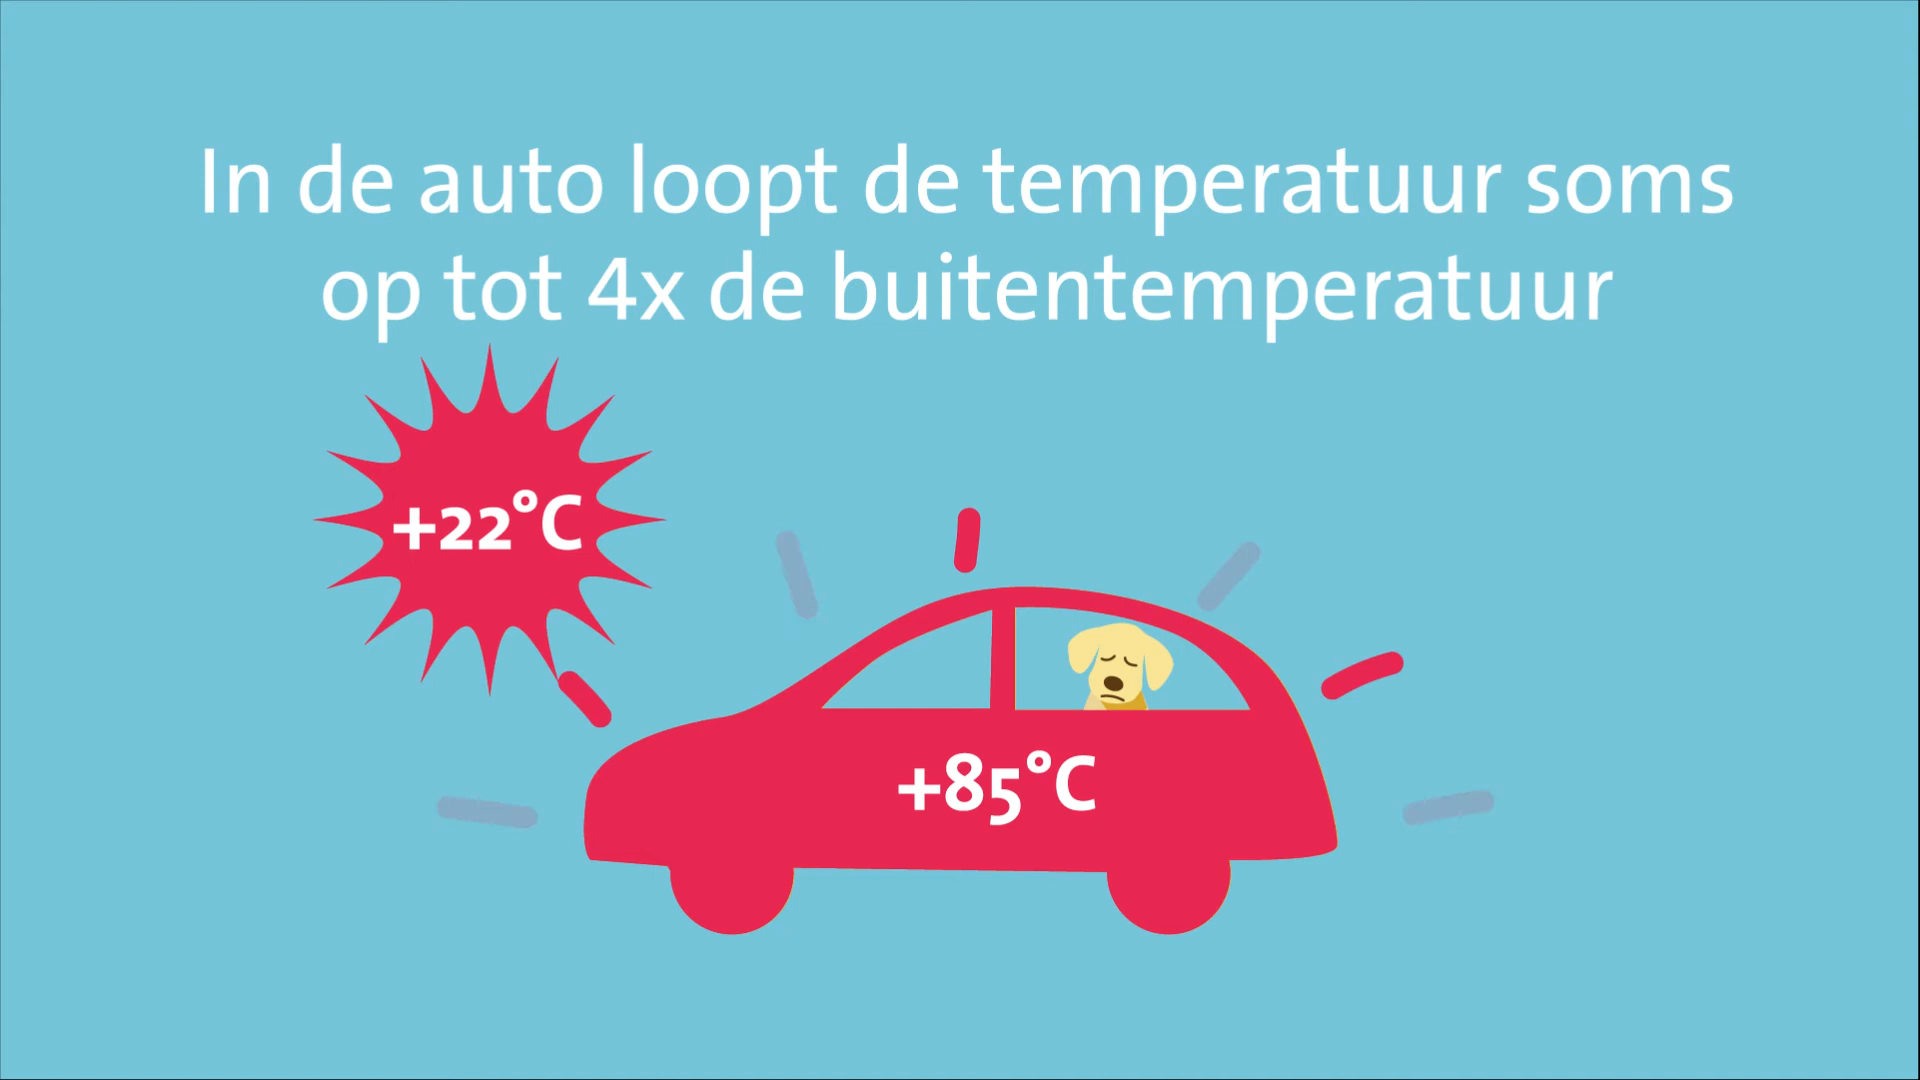 In de auto loopt de temperatuur soms
op tot 4x de buitentemperatuur
+22°C
+85°C